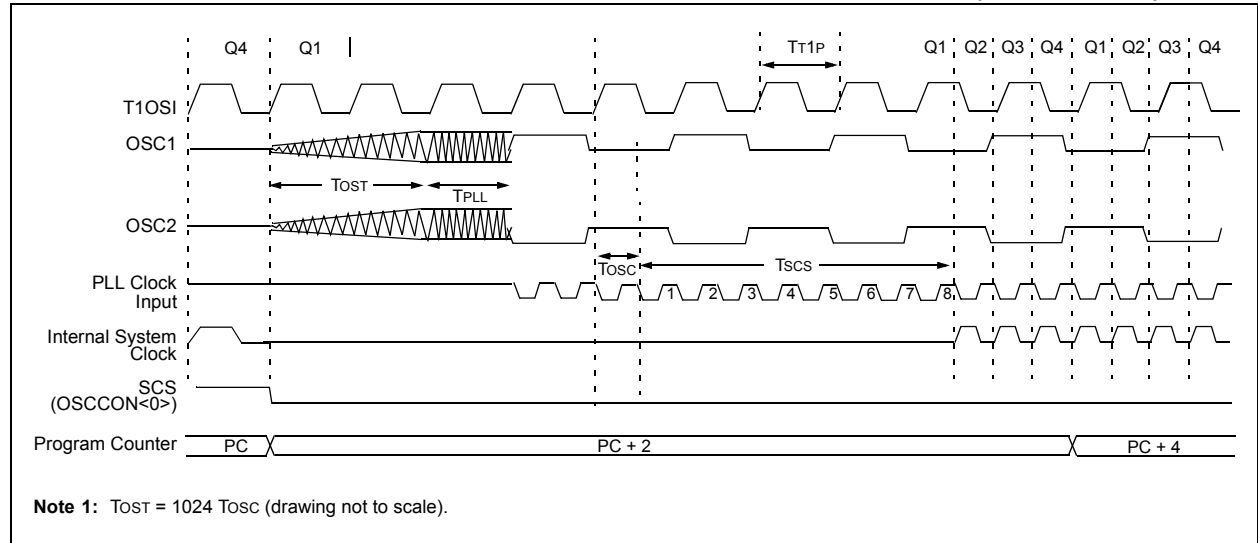 Q4 Q1 TT1P Q1 Q2 Q3 Q4 Q1 Q2 Q3 Q4
T1OSI
OSC1
TOST TPLL
OSC2
TOSC TSCS
PLL Clock
Input
1 2 3 4 5 6 7 8
Internal System
Clock
SCS
(OSCCON<0>)
Program Counter PC PC + 2 PC + 4
Note 1: TOST = 1024 TOSC (drawing not to scale).